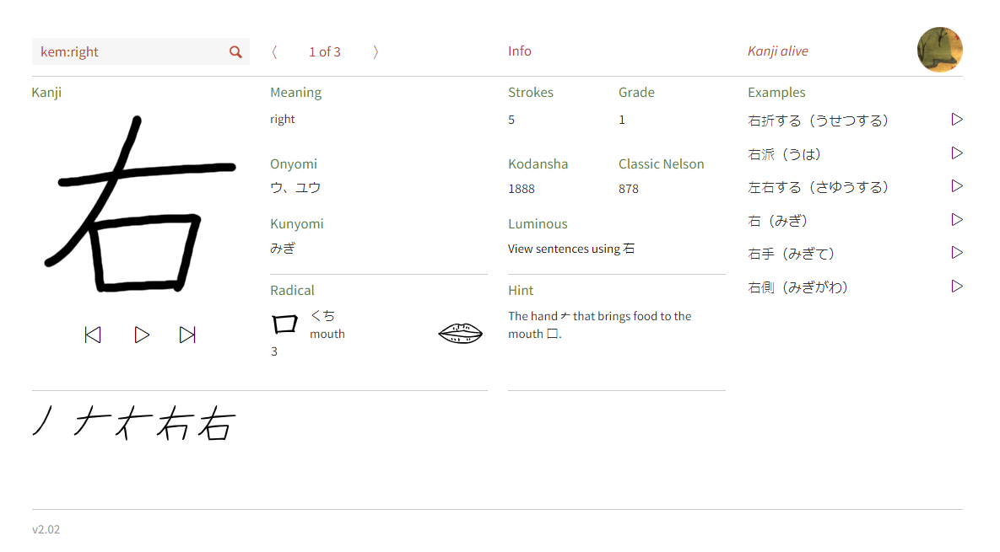 kem:right
〈 1 of 3 〉
Info
Kanji alive
Kanji
右
ノ ナ 右 右
Meaning
right
Onyomi
ウ、ユウ
Kunyomi
みぎ
Radical
口 くち
mouth
3
Strokes
5
Grade
1
Kodansha
1888
Classic Nelson
878
Luminous
View sentences using 右
Hint
The hand 𠂇 that brings food to the
mouth 口.
Examples
右折する（うせつする）
右派（うは）
左右する（さゆうする）
右（みぎ）
右手（みぎて）
右側（みぎがわ）
v2.02